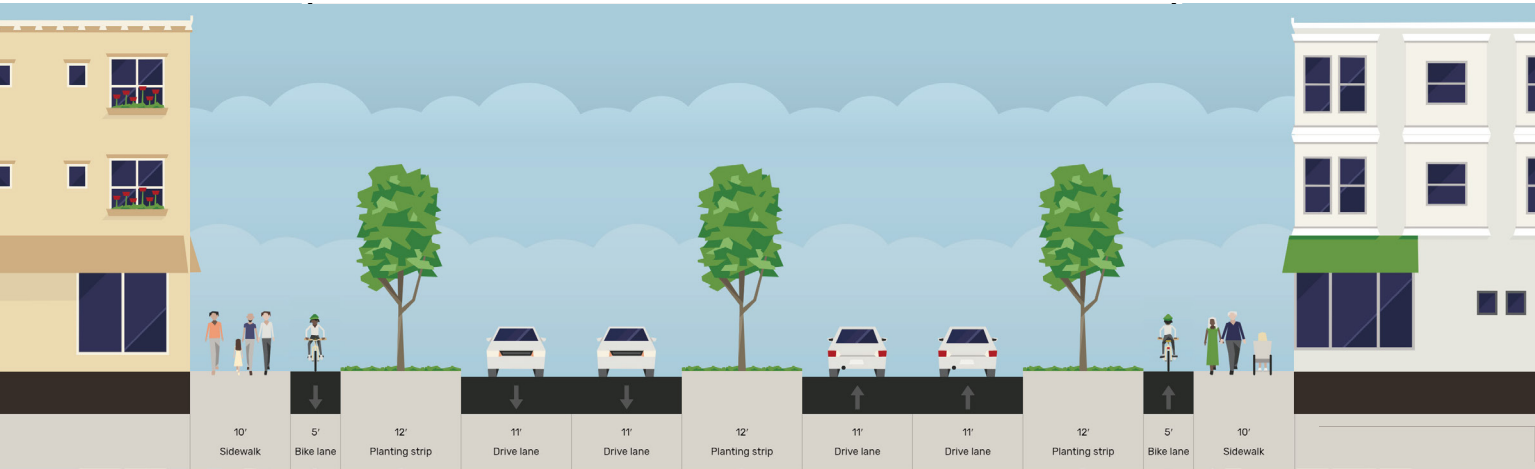 10' 5' 12' 11' 11' 12' 11' 11' 12' 5' 10'
Sidewalk Bike lane Planting strip Drive lane Drive lane Planting strip Drive lane Drive lane Planting strip Bike lane Sidewalk